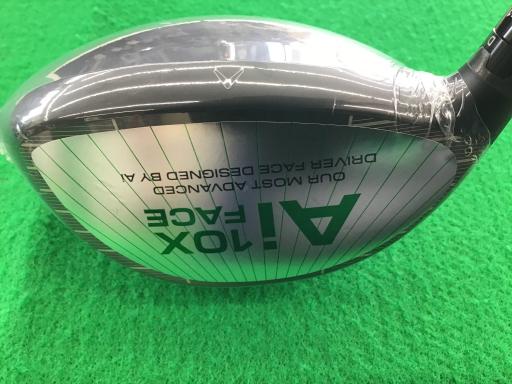 Ai 10X
FACE
OUR MOST ADVANCED
DRIVER FACE DESIGNED BY AI
D